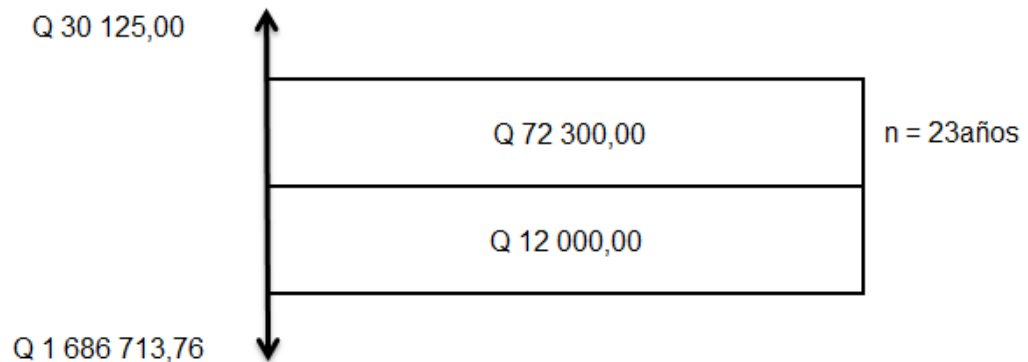 Q 30 125,00
Q 72 300,00
n = 23años
Q 12 000,00
Q 1 686 713,76